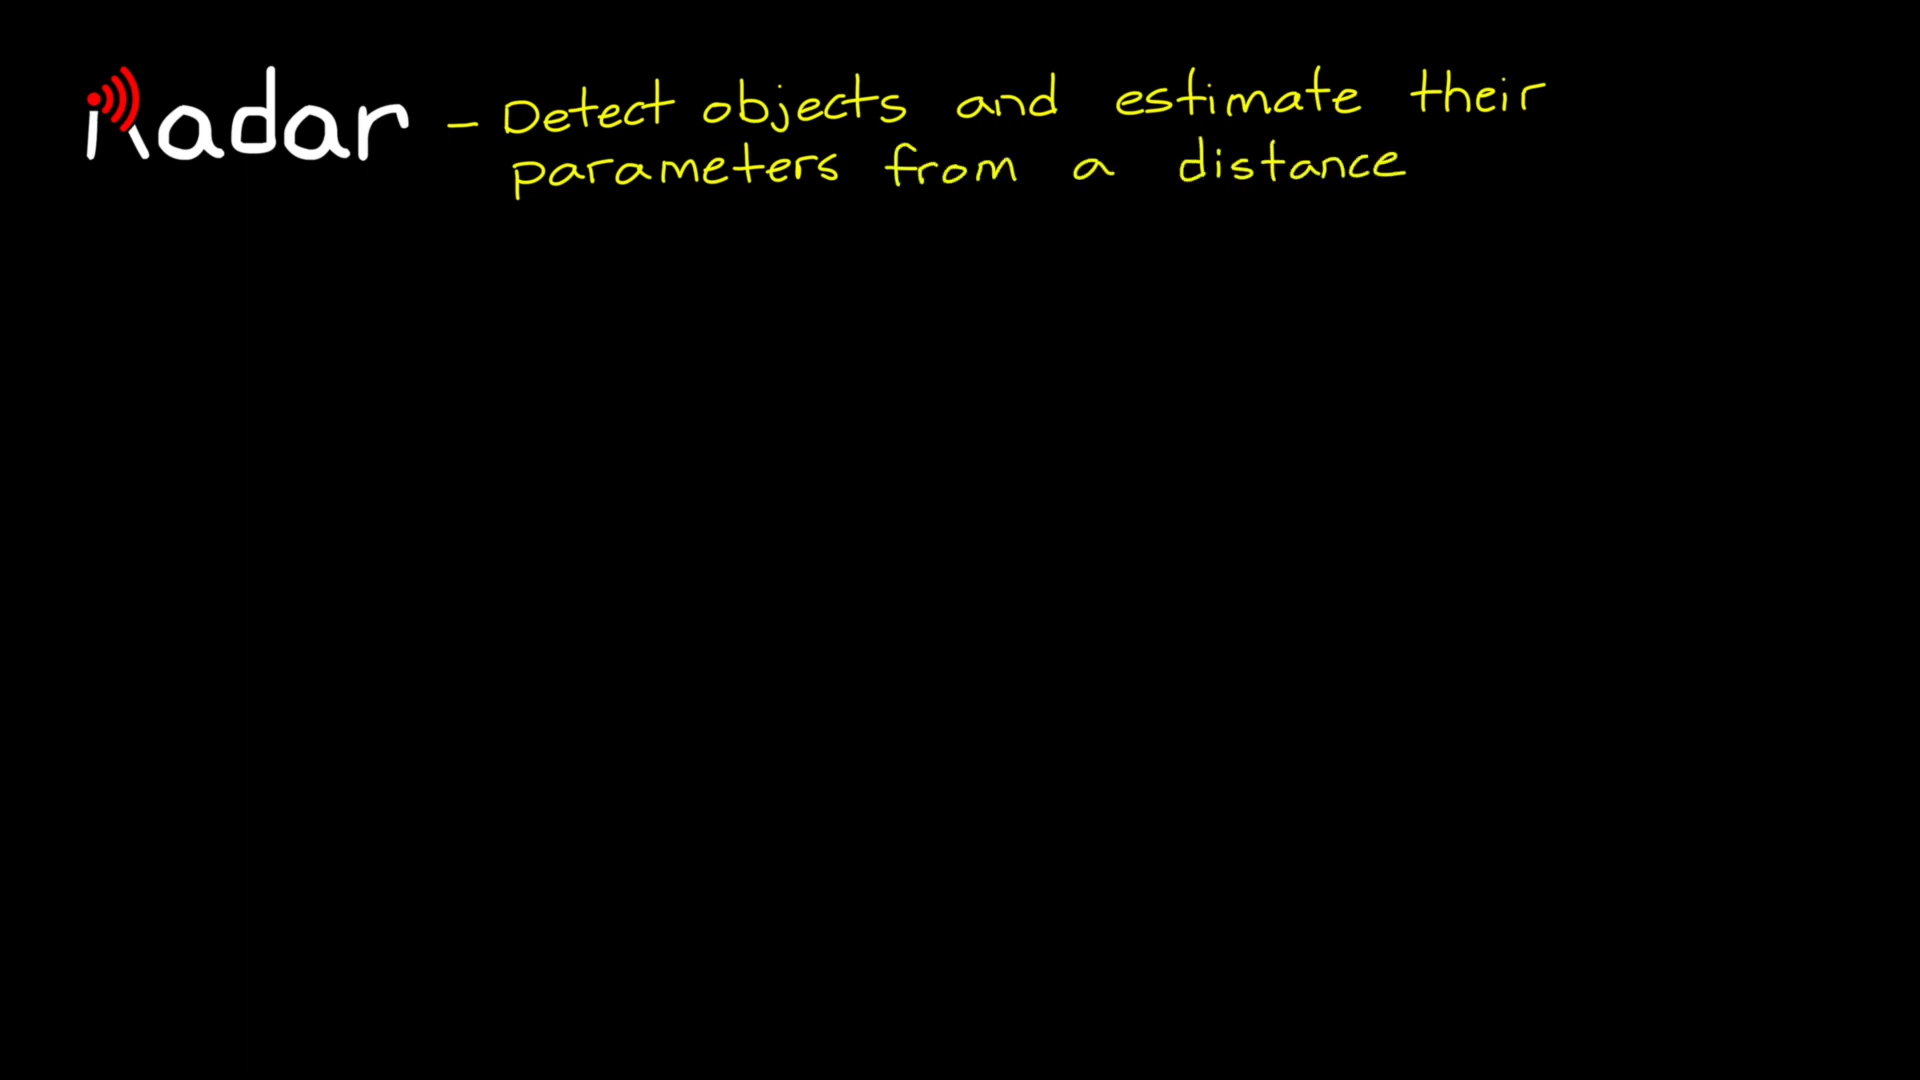 Radar - Detect objects and estimate their
parameters from a distance